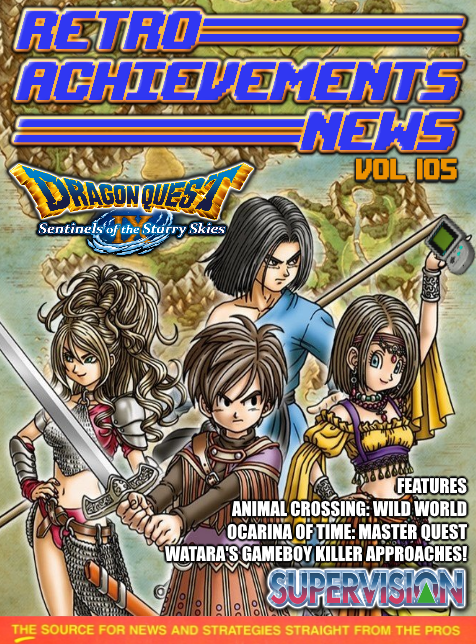 RETRO
ACHIEVEMENTS
NEWS
VOL 105
DRAGON QUEST
IX
Sentinels of the Starry Skies
FEATURES
ANIMAL CROSSING: WILD WORLD
OCARINA OF TIME: MASTER QUEST
WATARA'S GAMEBOY KILLER APPROACHES!
SUPERVISION
THE SOURCE FOR NEWS AND STRATEGIES STRAIGHT FROM THE PROS